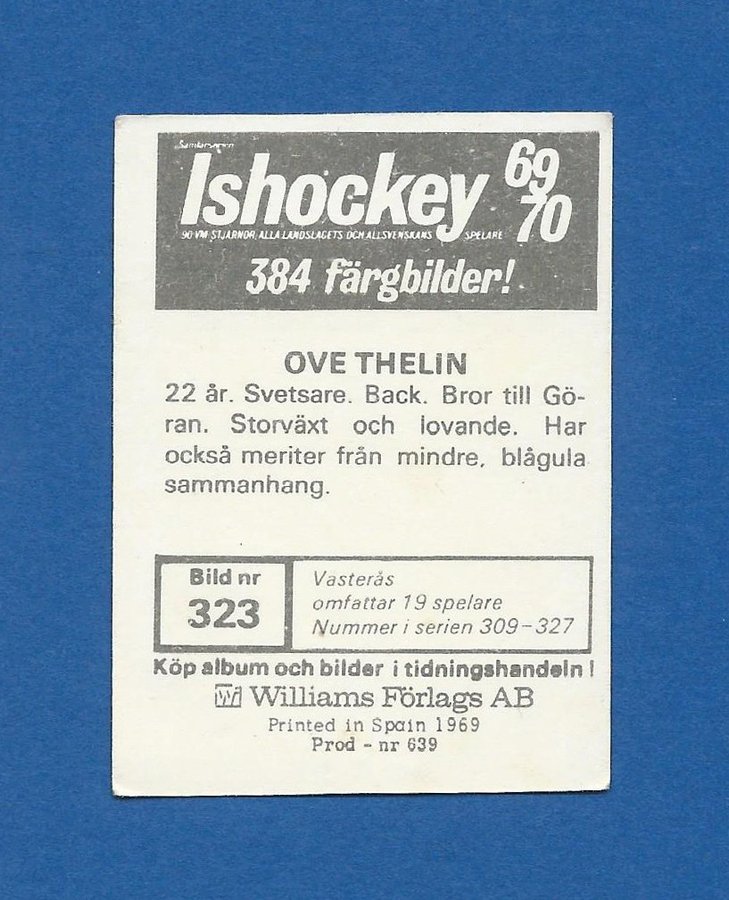 Samlarserien
Ishockey 69
70
90 VM-STJÄRNOR, ALLA LANDSLAGETS OCH ALLSVENSKANS SPELARE
384 färgbilder!
OVE THELIN
22 år. Svetsare. Back. Bror till Gö-
ran. Storväxt och lovande. Har
också meriter från mindre, blågula
sammanhang.
Bild nr
323
Västerås
omfattar 19 spelare
Nummer i serien 309-327
Köp album och bilder i tidningshandeln!
Wi Williams Förlags AB
Printed in Spain 1969
Prod - nr 639